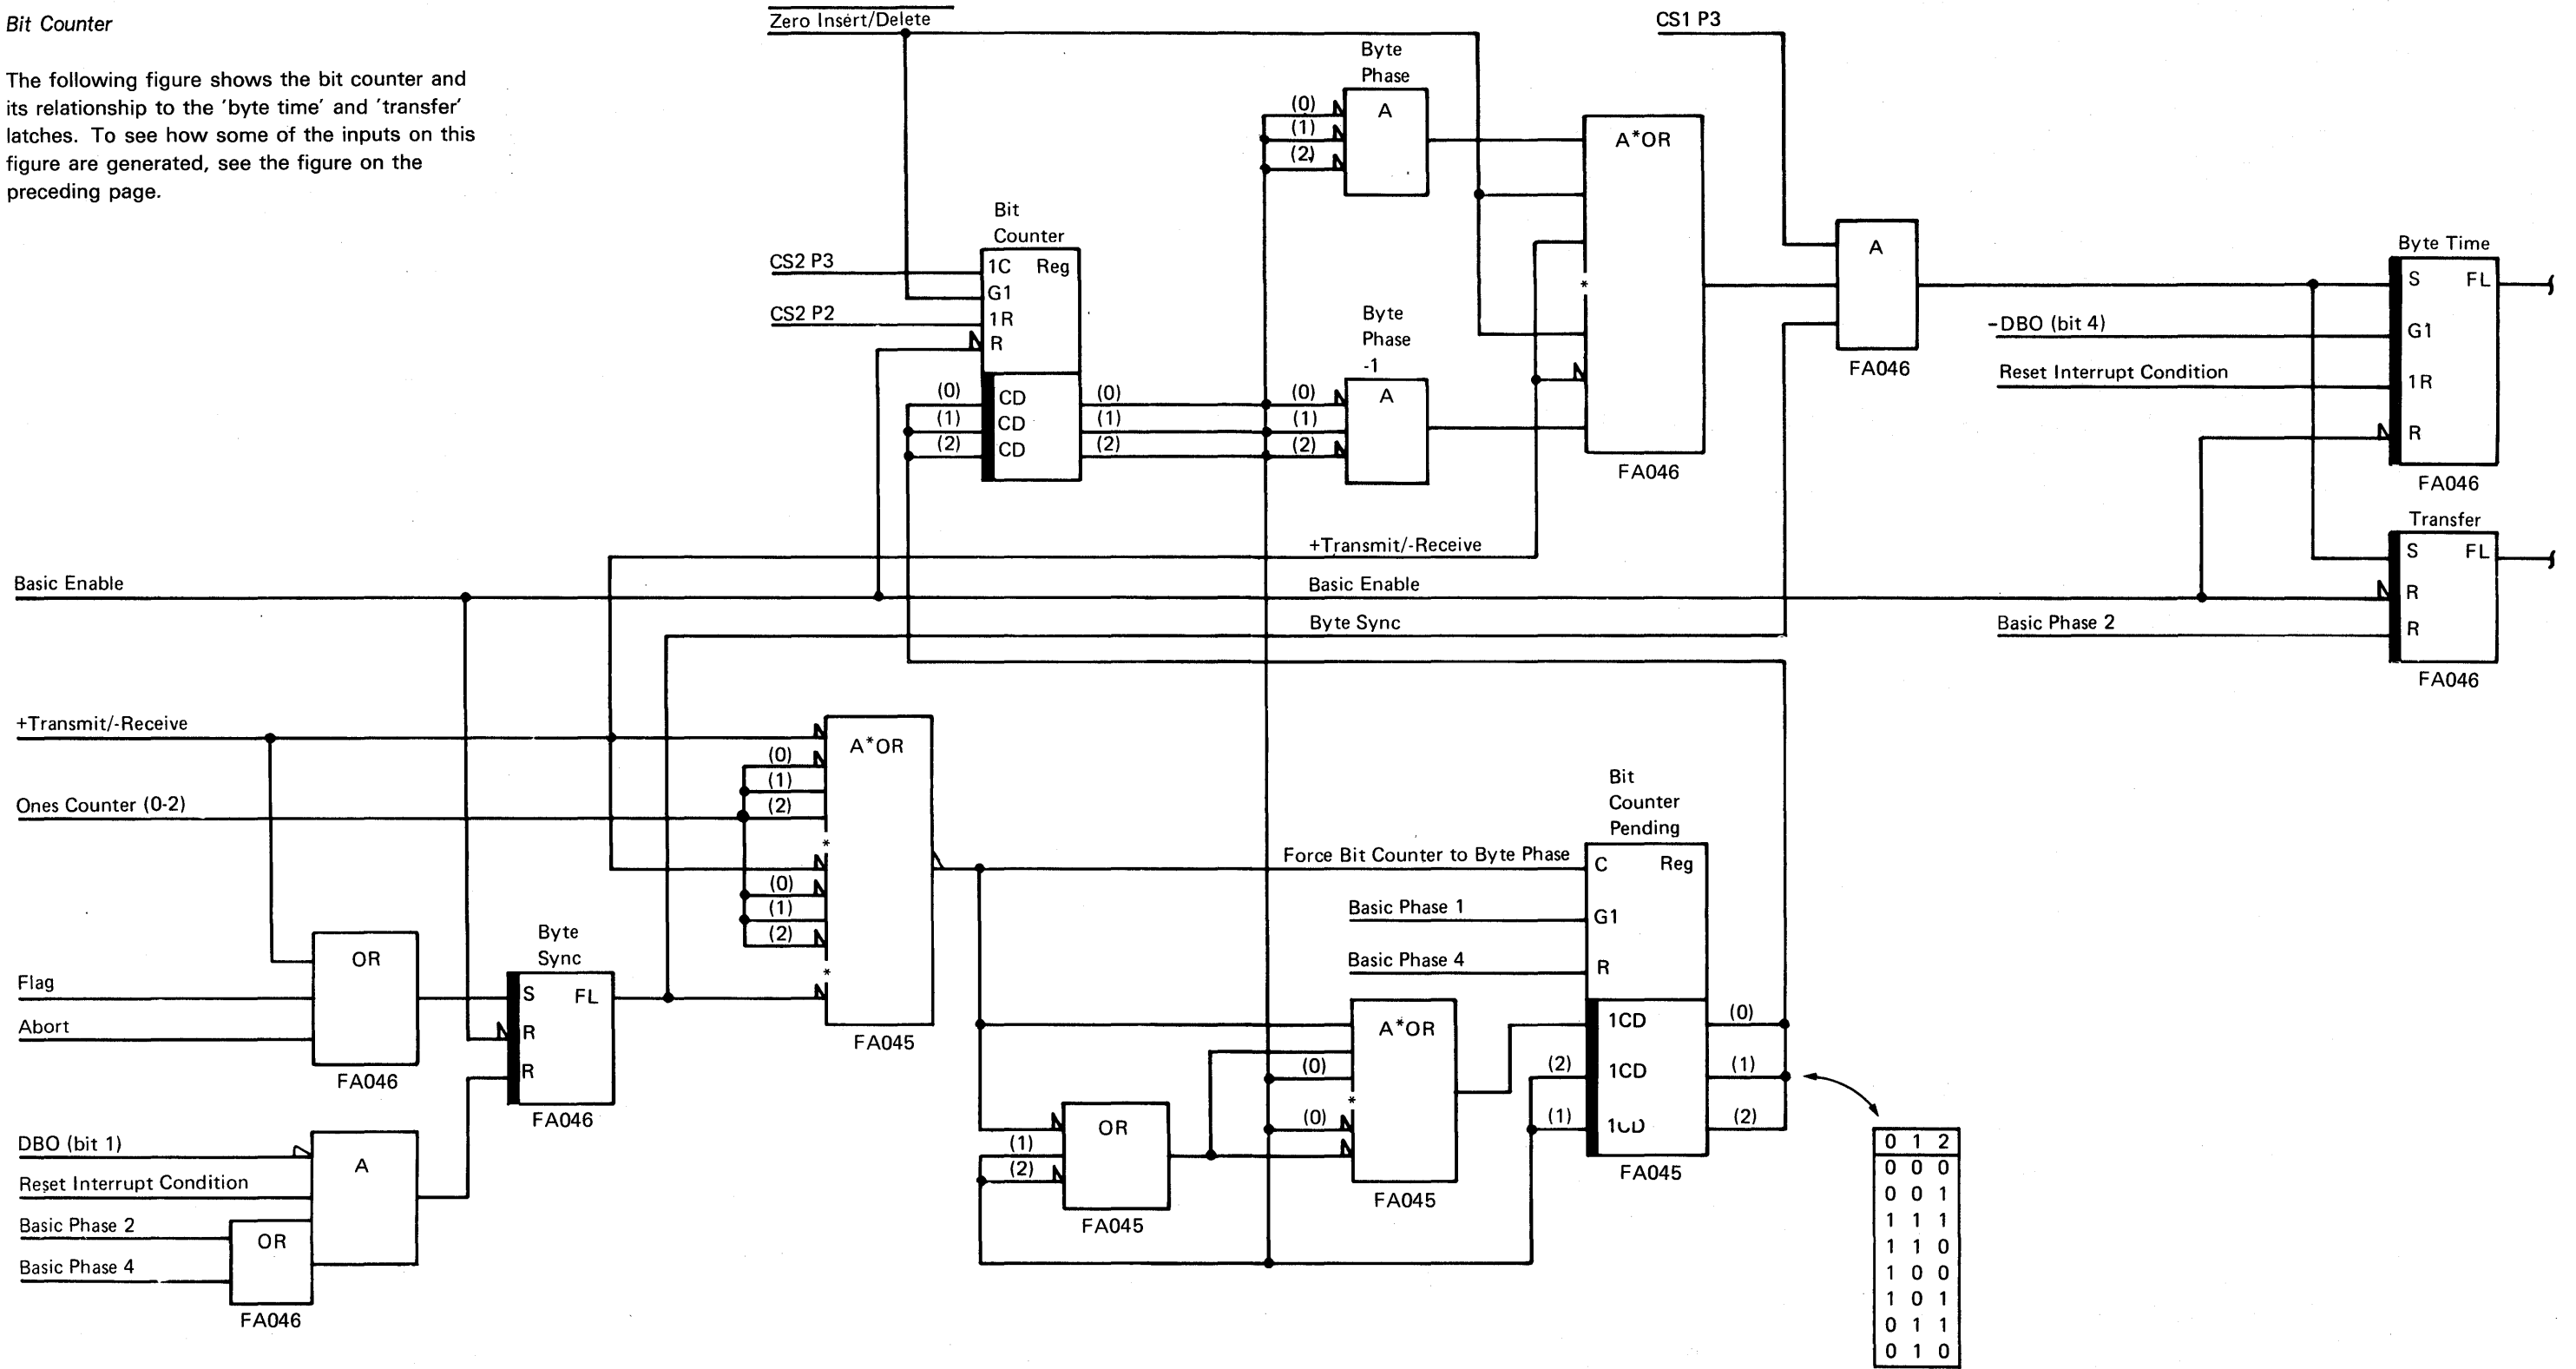 Bit Counter
The following figure shows the bit counter and
its relationship to the 'byte time' and 'transfer'
latches. To see how some of the inputs on this
figure are generated, see the figure on the
preceding page.
Zero Insert/Delete
CS1 P3
Byte
Phase
(0)
(1)
(2)
A
A*OR
*
FA046
Bit
Counter
CS2 P3
1C Reg
G1
CS2 P2
1R
R
(0) CD (0)
(1) CD (1)
(2) CD (2)
Byte
Phase
-1
(0)
(1)
(2)
A
A
FA046
Byte Time
S FL
-DBO (bit 4)
G1
Reset Interrupt Condition
1R
R
FA046
Transfer
S FL
R
Basic Phase 2
R
FA046
+Transmit/-Receive
Basic Enable
Basic Enable
Byte Sync
+Transmit/-Receive
Ones Counter (0-2)
A*OR
(0)
(1)
(2)
*
(0)
(1)
(2)
*
FA045
Flag
Abort
OR
FA046
Byte
Sync
S FL
R
R
FA046
DBO (bit 1)
Reset Interrupt Condition
Basic Phase 2
Basic Phase 4
A
OR
FA046
Bit
Counter
Pending
Force Bit Counter to Byte Phase
C Reg
Basic Phase 1
G1
Basic Phase 4
R
1CD (0)
(2) 1CD (1)
(1) 1CD (2)
FA045
A*OR
(0)
*
(0)
FA045
(1)
(2)
OR
FA045
0 1 2
0 0 0
0 0 1
1 1 1
1 1 0
1 0 0
1 0 1
0 1 1
0 1 0